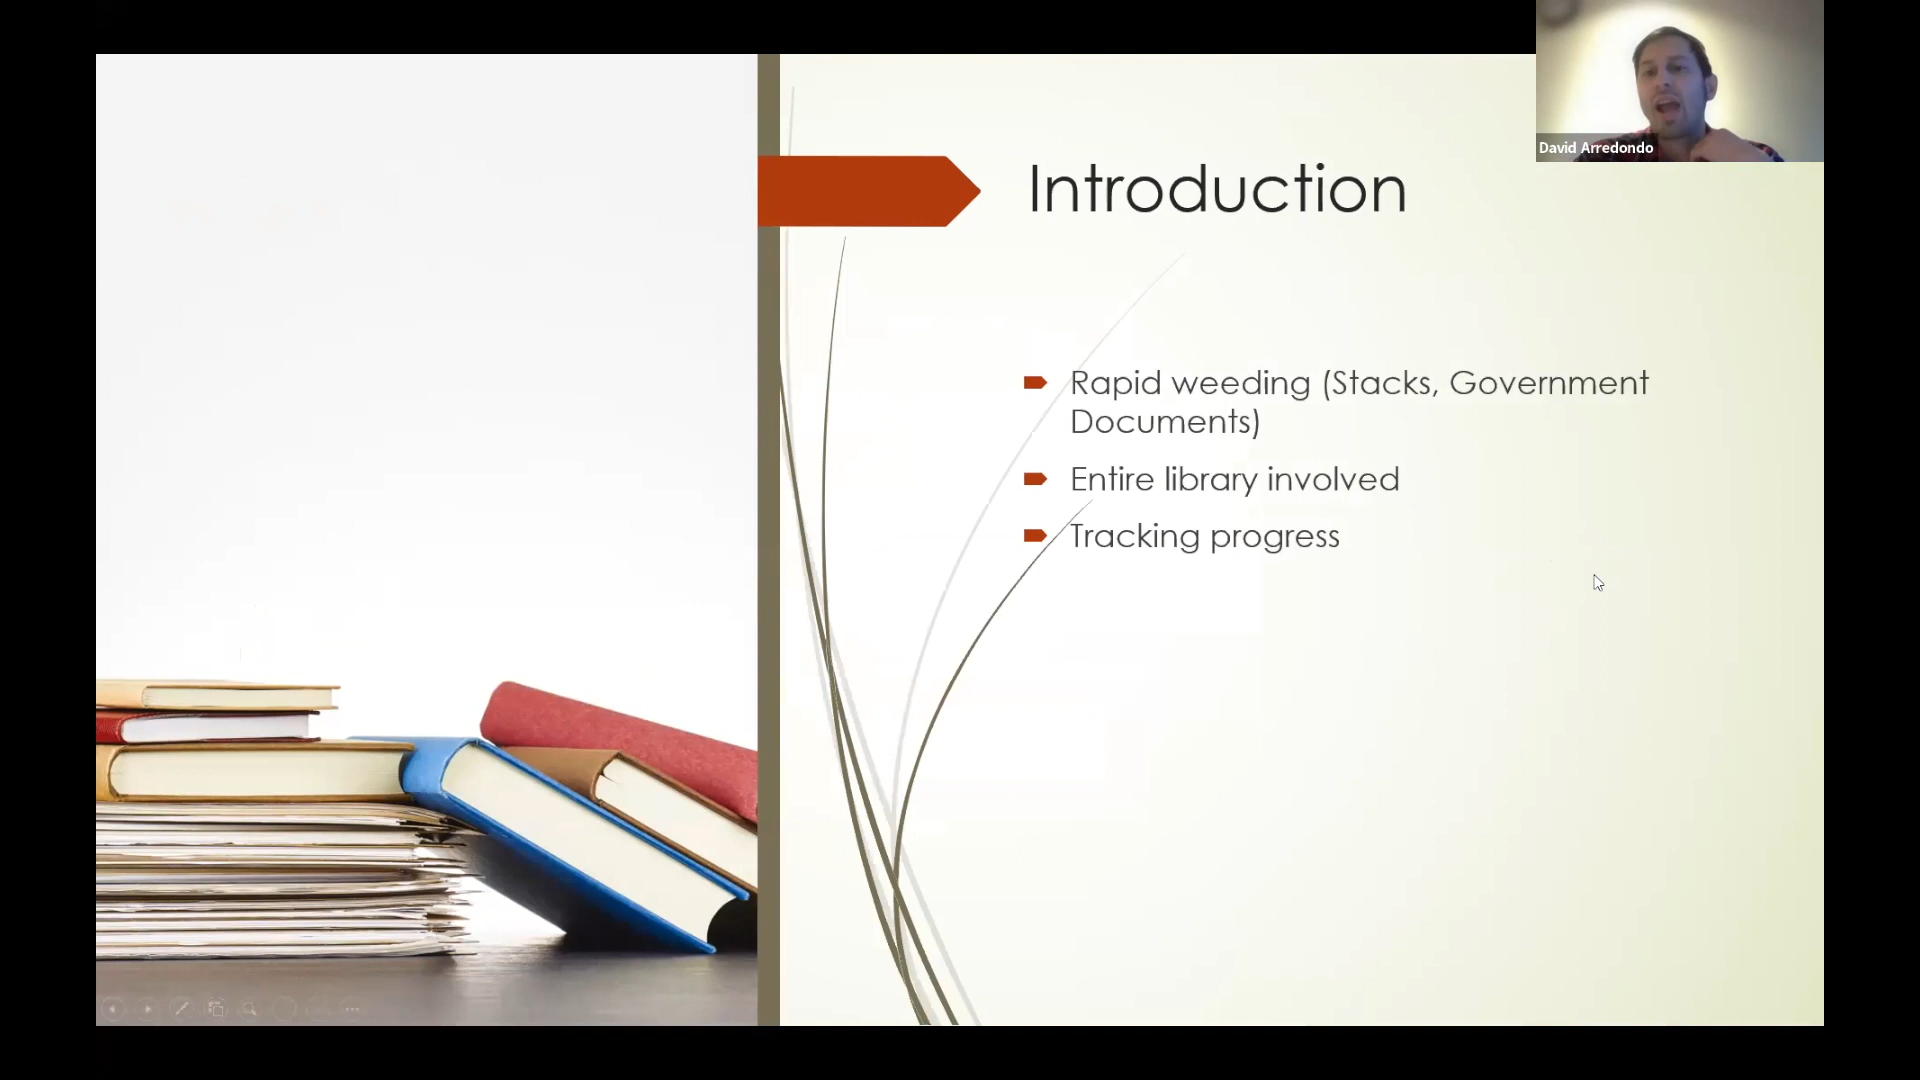 David Arredondo
Introduction
Rapid weeding (Stacks, Government
Documents)
Entire library involved
Tracking progress